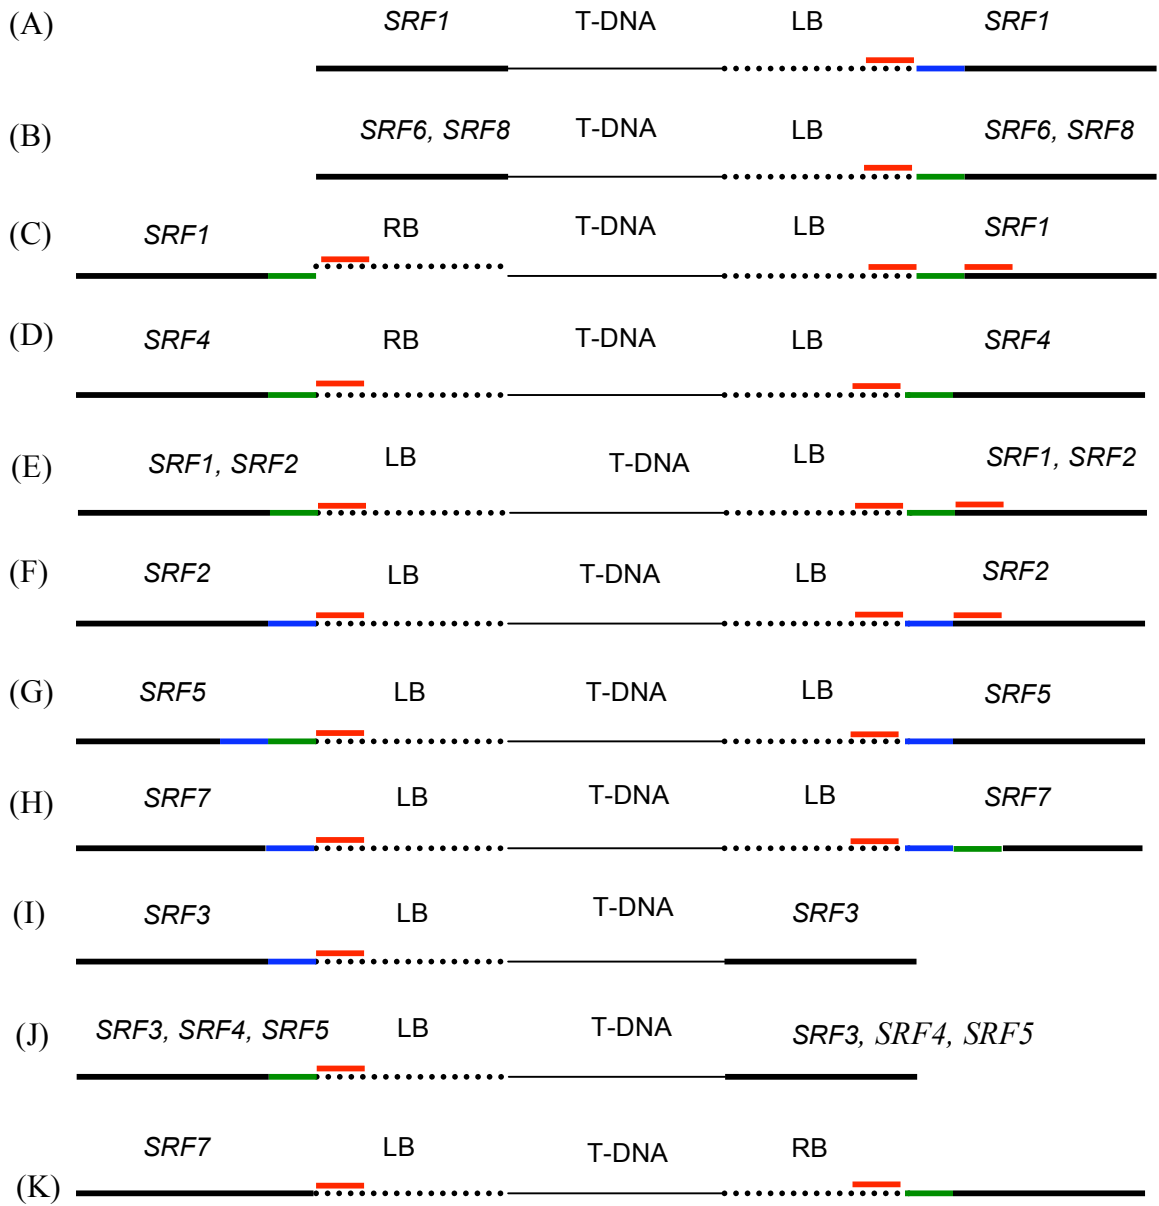 (A) SRF1 T-DNA LB SRF1
(B) SRF6, SRF8 T-DNA LB SRF6, SRF8
(C) SRF1 RB T-DNA LB SRF1
(D) SRF4 RB T-DNA LB SRF4
(E) SRF1, SRF2 LB T-DNA LB SRF1, SRF2
(F) SRF2 LB T-DNA LB SRF2
(G) SRF5 LB T-DNA LB SRF5
(H) SRF7 LB T-DNA LB SRF7
(I) SRF3 LB T-DNA SRF3
(J) SRF3, SRF4, SRF5 LB T-DNA SRF3, SRF4, SRF5
(K) SRF7 LB T-DNA RB